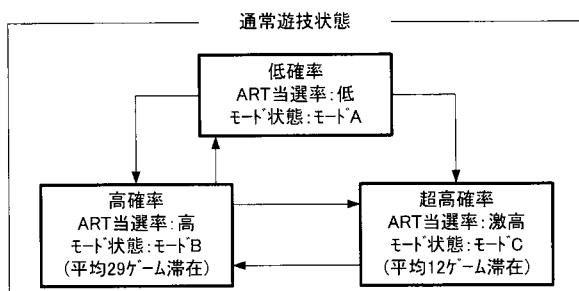 通常遊技状態
低確率
ART当選率:低
モード状態:モードA
高確率
ART当選率:高
モード状態:モードB
(平均29ゲーム滞在)
超高確率
ART当選率:激高
モード状態:モードC
(平均12ゲーム滞在)